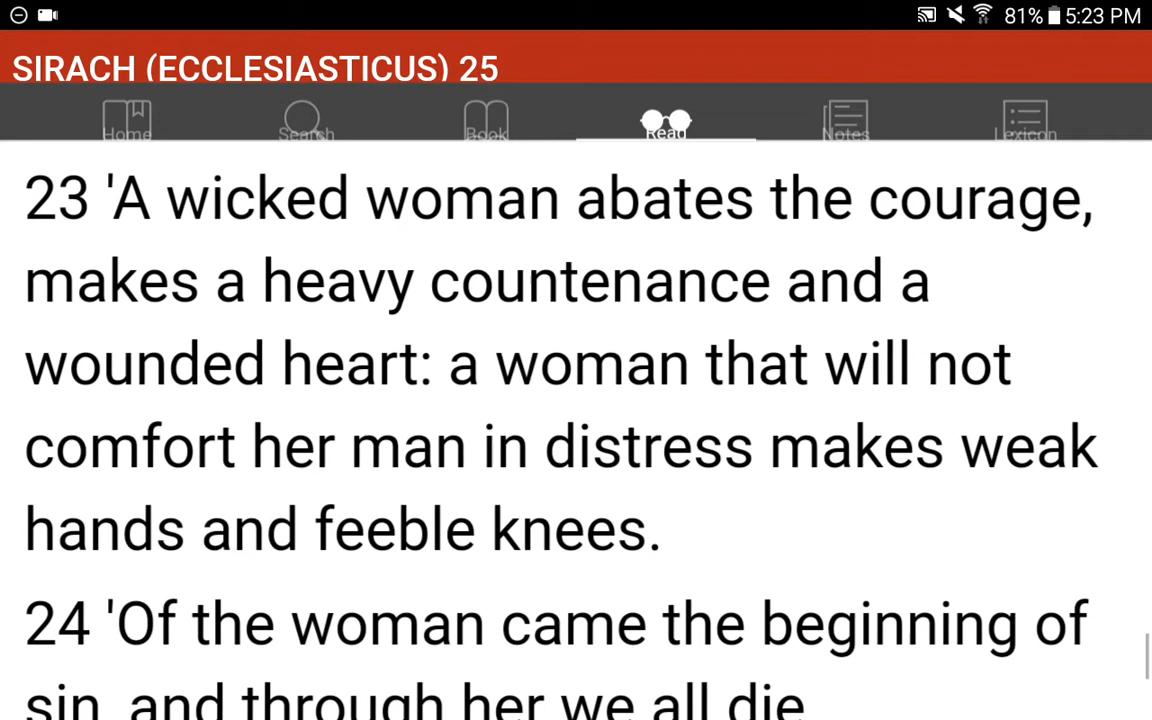 81% 5:23 PM
SIRACH (ECCLESIASTICUS) 25
Home Search Book Read Notes Lexicon
23 'A wicked woman abates the courage,
makes a heavy countenance and a
wounded heart: a woman that will not
comfort her man in distress makes weak
hands and feeble knees.
24 'Of the woman came the beginning of
sin, and through her we all die